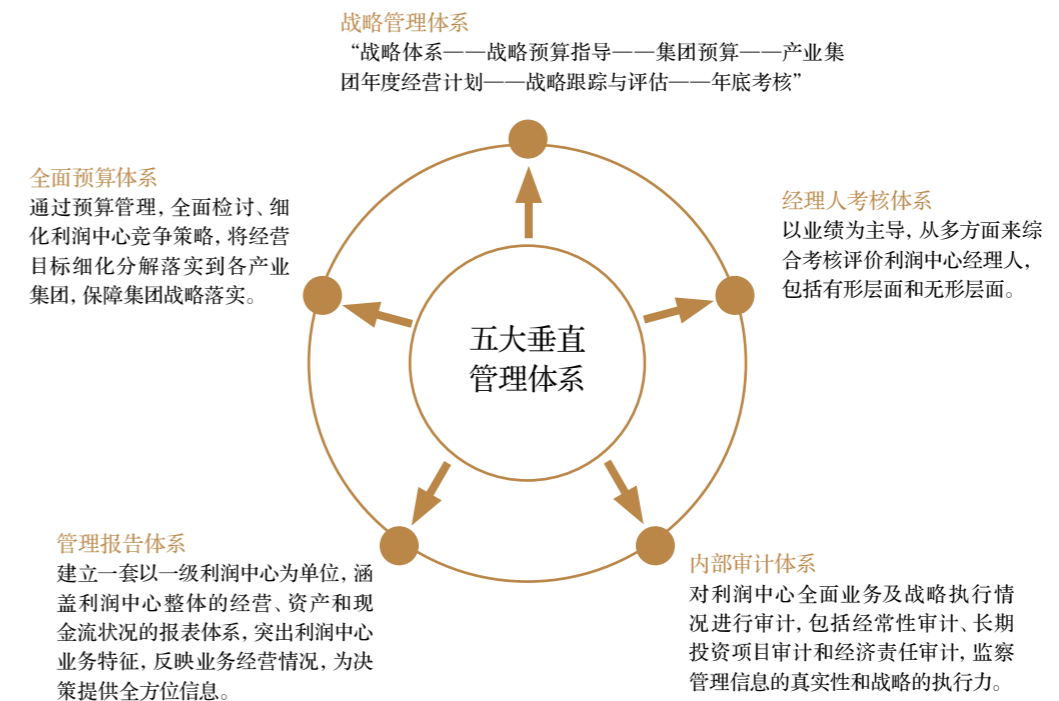 战略管理体系
“战略体系——战略预算指导——集团预算——产业集
团年度经营计划——战略跟踪与评估——年底考核”
全面预算体系
通过预算管理，全面检讨、细
化利润中心竞争策略，将经营
目标细化分解落实到各产业
集团，保障集团战略落实。
经理人考核体系
以业绩为主导，从多方面来综
合考核评价利润中心经理人，
包括有形层面和无形层面。
五大垂直
管理体系
管理报告体系
建立一套以一级利润中心为单位，涵
盖利润中心整体的经营、资产和现
金流状况的报表体系，突出利润中心
业务特征，反映业务经营情况，为决
策提供全方位信息。
内部审计体系
对利润中心全面业务及战略执行情
况进行审计，包括经常性审计、长期
投资项目审计和经济责任审计，监察
管理信息的真实性和战略的执行力。